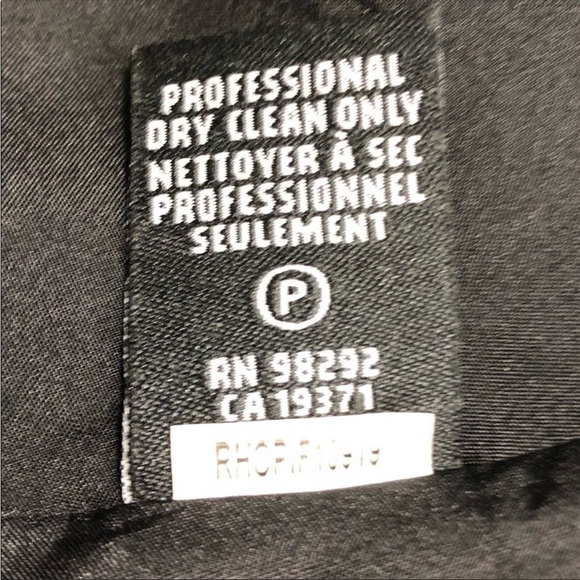 PROFESSIONAL
DRY CLEAN ONLY
NETTOYER À SEC
PROFESSIONNEL
SEULEMENT
P
RN 98292
CA 19371